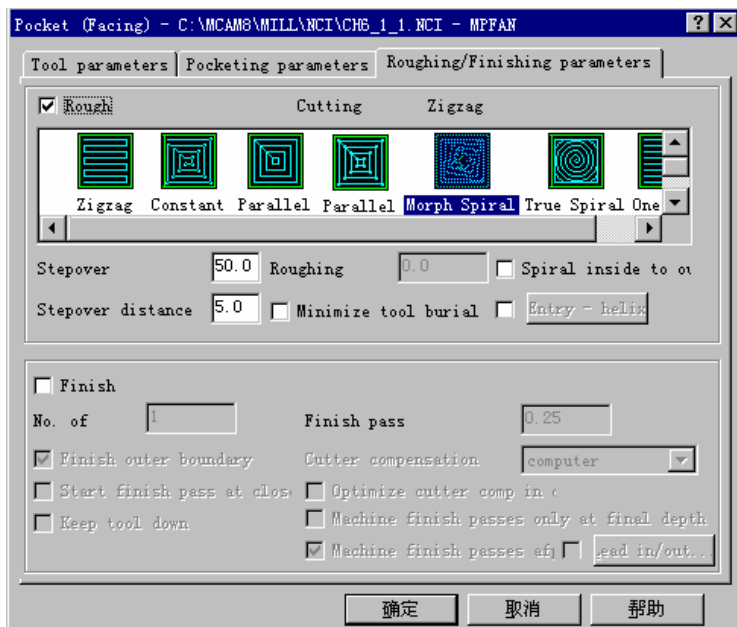 Pocket (Facing) - C:\MCAM8\MILL\NCI\CH6_1_1.NCI - MPFAN
Tool parameters Pocketing parameters Roughing/Finishing parameters
Rough Cutting Zigzag
Zigzag Constant Parallel Parallel Morph Spiral True Spiral One
Stepover 50.0 Roughing 0.0 Spiral inside to ou
Stepover distance 5.0 Minimize tool burial Entry - helix
Finish
No. of 1 Finish pass 0.25
Finish outer boundary Cutter compensation computer
Start finish pass at close Optimize cutter comp in c
Keep tool down Machine finish passes only at final depth
Machine finish passes aft ead in/out...
确定 取消 帮助